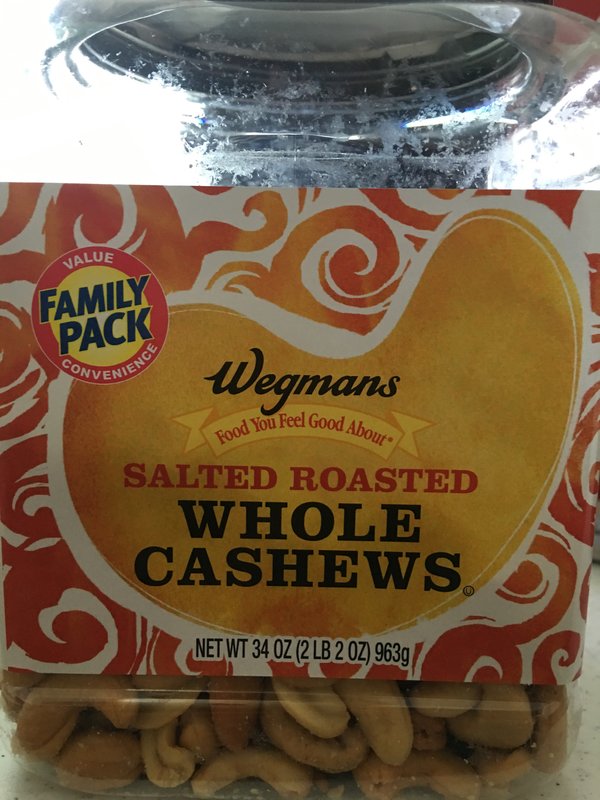 VALUE
FAMILY
PACK
CONVENIENCE
Wegmans
Food You Feel Good About®
SALTED ROASTED
WHOLE
CASHEWS
NET WT 34 OZ (2 LB 2 OZ) 963g